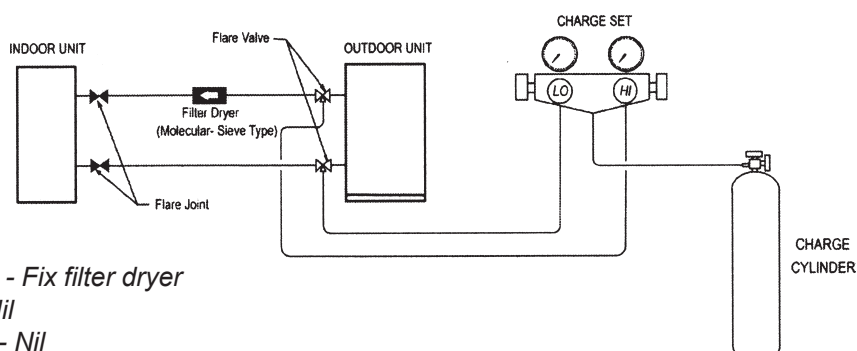 CHARGE SET
INDOOR UNIT
Flare Valve
OUTDOOR UNIT
LO
HI
Filter Dryer
(Molecular- Sieve Type)
Flare Joint
CHARGE
CYLINDER
- Fix filter dryer
- Nil